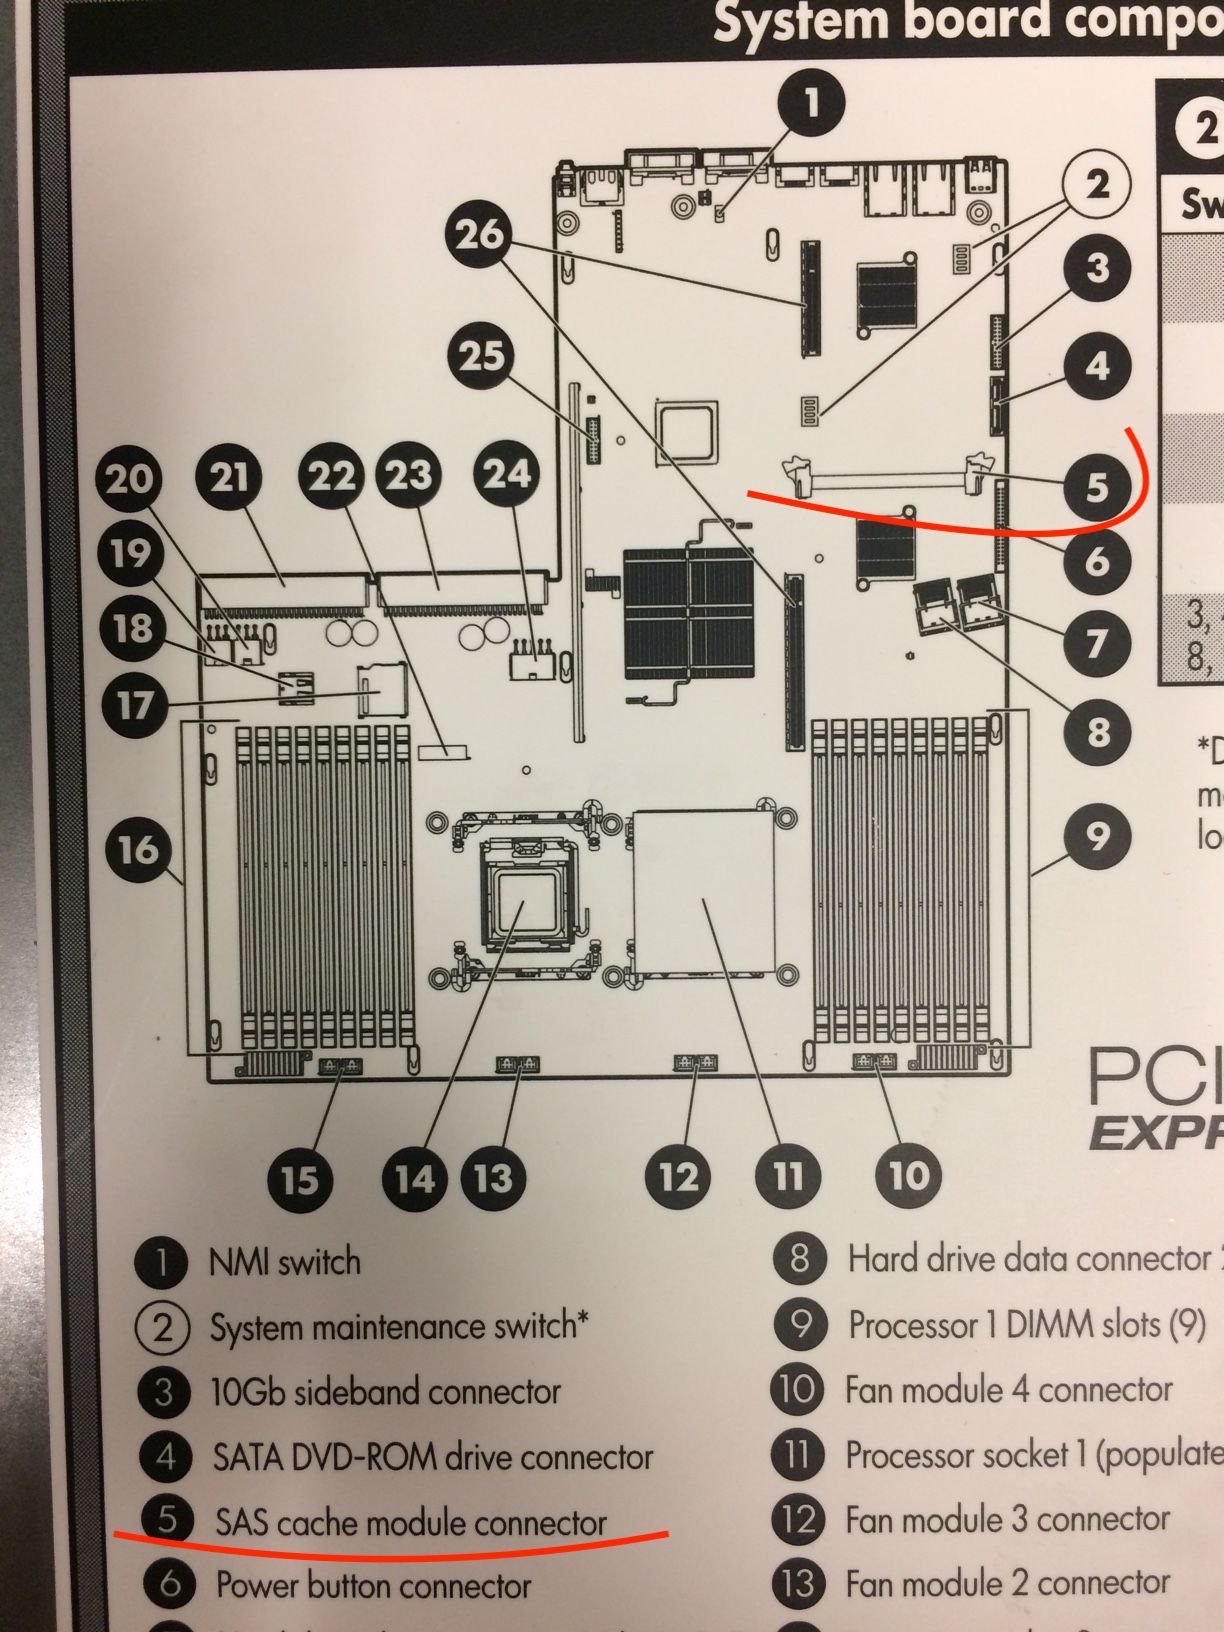 System board compo
1
2
2
Sw
26
3
25
4
20
21
22
23
24
5
19
6
18
3,
7
8,
17
8
*D
mo
lo
16
9
PCI
EXPR
15
14
13
12
11
10
1 NMI switch
2 System maintenance switch*
3 10Gb sideband connector
4 SATA DVD-ROM drive connector
5 SAS cache module connector
6 Power button connector
8 Hard drive data connector
9 Processor 1 DIMM slots (9)
10 Fan module 4 connector
11 Processor socket 1 (populate
12 Fan module 3 connector
13 Fan module 2 connector